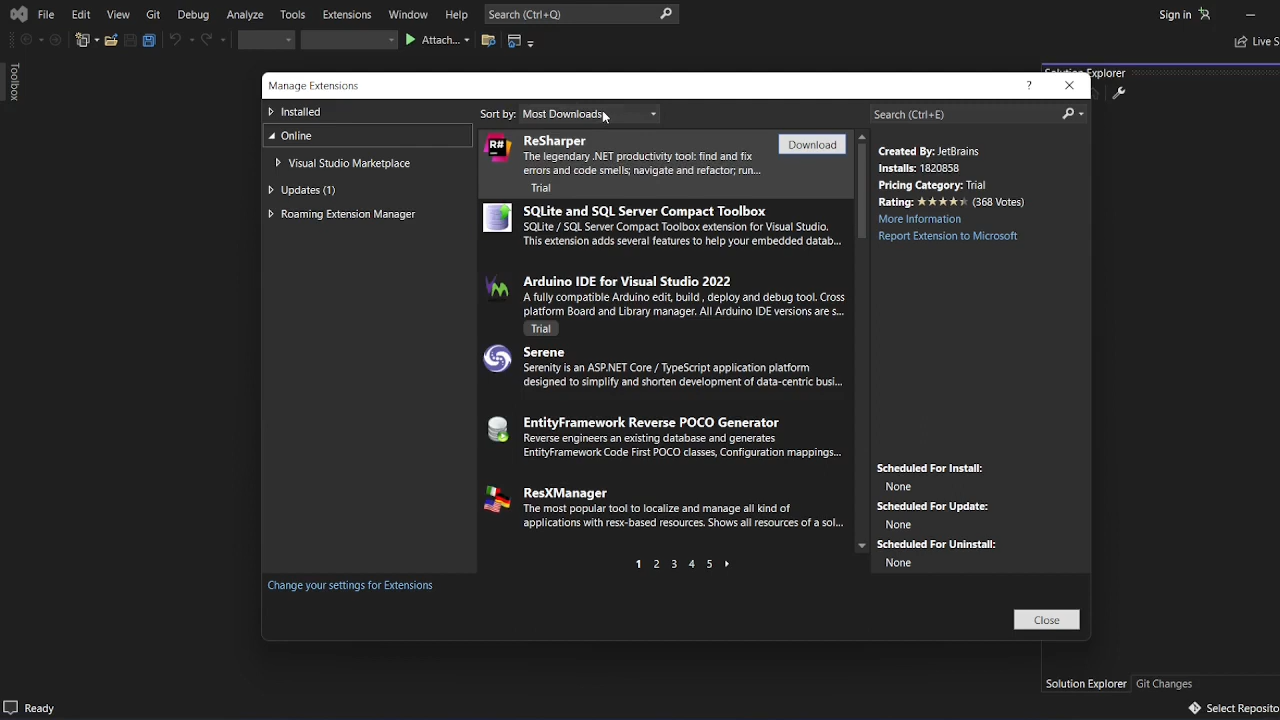 File Edit View Git Debug Analyze Tools Extensions Window Help Search (Ctrl+Q) Sign in
Attach... Live S
Toolbox
Solution Explorer
Manage Extensions ?
Installed
Online
Visual Studio Marketplace
Updates (1)
Roaming Extension Manager
Change your settings for Extensions
Sort by: Most Downloads
ReSharper
Download
The legendary .NET productivity tool: find and fix
errors and code smells; navigate and refactor; run...
Trial
SQLite and SQL Server Compact Toolbox
SQLite / SQL Server Compact Toolbox extension for Visual Studio.
This extension adds several features to help your embedded datab...
Arduino IDE for Visual Studio 2022
A fully compatible Arduino edit, build , deploy and debug tool. Cross
platform Board and Library manager. All Arduino IDE versions are s...
Trial
Serene
Serenity is an ASP.NET Core / TypeScript application platform
designed to simplify and shorten development of data-centric busi...
EntityFramework Reverse POCO Generator
Reverse engineers an existing database and generates
EntityFramework Code First POCO classes, Configuration mappings...
ResXManager
The most popular tool to localize and manage all kind of
applications with resx-based resources. Shows all resources of a sol...
1 2 3 4 5
Search (Ctrl+E)
Created By: JetBrains
Installs: 1820858
Pricing Category: Trial
Rating: (368 Votes)
More Information
Report Extension to Microsoft
Scheduled For Install:
None
Scheduled For Update:
None
Scheduled For Uninstall:
None
Close
Solution Explorer Git Changes
Ready Select Reposito